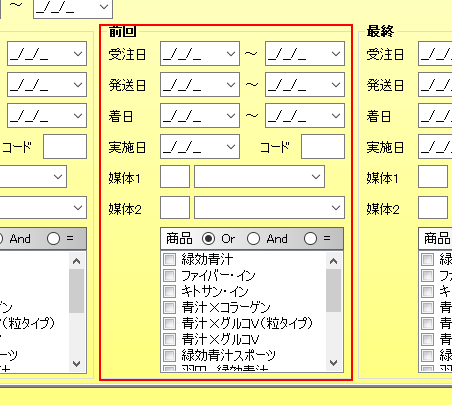 ～ _/_/_
前回
最終
_/_/_ 受注日 _/_/_ ～ _/_/_ 受注日 _/_/
_/_/_ 発送日 _/_/_ ～ _/_/_ 発送日 _/_/
_/_/_ 着日 _/_/_ ～ _/_/_ 着日 _/_/
コード 実施日 _/_/_ コード 実施日 _/_/
媒体1 媒体1
媒体2 媒体2
And = 商品 Or And = 商品
緑効青汁 緑
ファイバー・イン ファ
キトサン・イン キト
ン 青汁×コラーゲン 青
(粒タイプ) 青汁×グルコV(粒タイプ) 青
青汁×グルコV 青
ーツ 緑効青汁スポーツ 緑